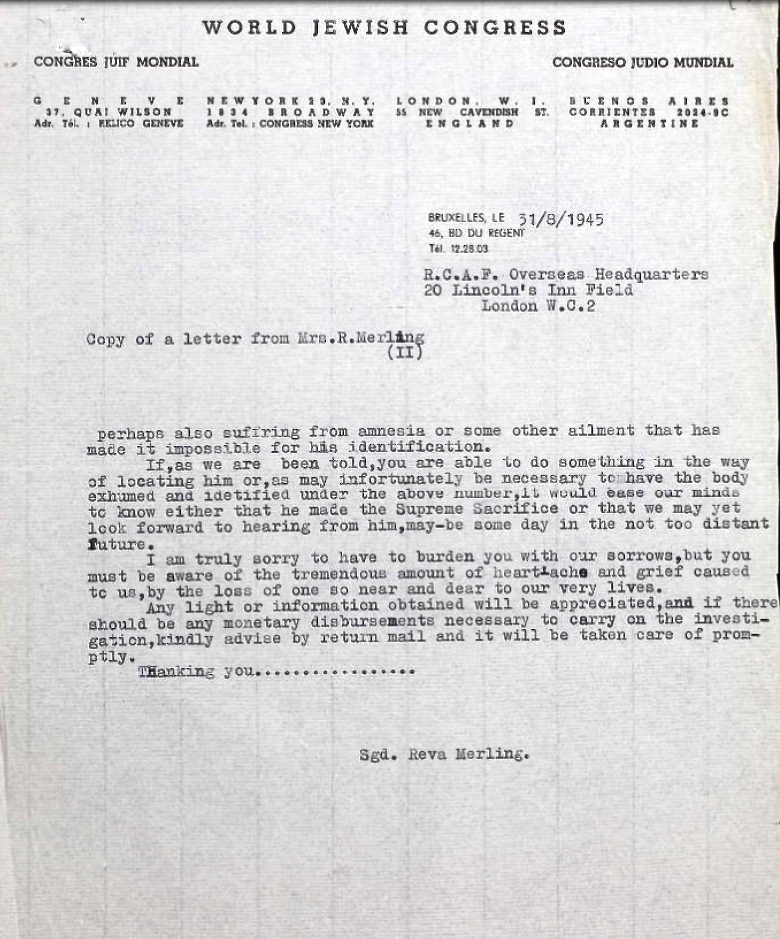 WORLD JEWISH CONGRESS
CONGRES JUIF MONDIAL CONGRESO JUDIO MUNDIAL
GENEVE NEW YORK 23, N. Y. LONDON, W. 1. BUENOS AIRES
37, QUAI WILSON 1834 BROADWAY 55 NEW CAVENDISH ST. CORRIENTES 2024-9C
Adr. Tél. : RELICO GENEVE Adr. Tel. : CONGRESS NEW YORK ENGLAND ARGENTINE
BRUXELLES, LE 31/8/1945
46, BD DU REGENT
Tél. 12.28.03
R.C.A.F. Overseas Headquarters
20 Lincoln's Inn Field
London W.C.2
Copy of a letter from Mrs.R.Merling
(II)
perhaps also suffring from amnesia or some other ailment that has
made it impossible for his identification.
If,as we are been told,you are able to do something in the way
of locating him or,as may infortunately be necessary to have the body
exhumed and idetified under the above number,it would ease our minds
to know either that he made the Supreme Sacrifice or that we may yet
look forward to hearing from him,may-be some day in the not too distant
future.
I am truly sorry to have to burden you with our sorrows,but you
must be aware of the tremendous amount of heart-ache and grief caused
to us,by the loss of one so near and dear to our very lives.
Any light or information obtained will be appreciated,and if there
should be any monetary disbursements necessary to carry on the investi-
gation,kindly advise by return mail and it will be taken care of prom-
ptly.
THanking you.................
Sgd. Reva Merling.